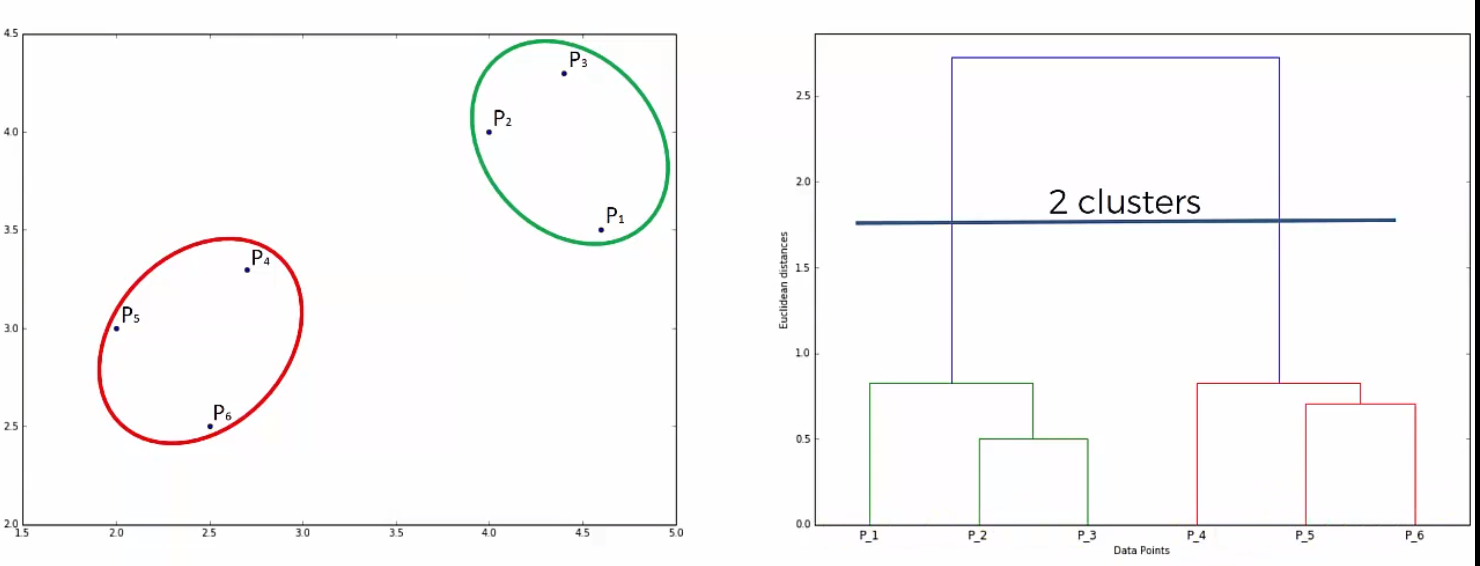 4.5
4.0
3.5
3.0
2.5
2.0
1.5
2.0
2.5
3.0
3.5
4.0
4.5
5.0
P₃
P₂
P₁
P₄
P₅
P₆
2 clusters
Euclidean distances
2.5
2.0
1.5
1.0
0.5
0.0
P_1
P_2
P_3
P_4
P_5
P_6
Data Points